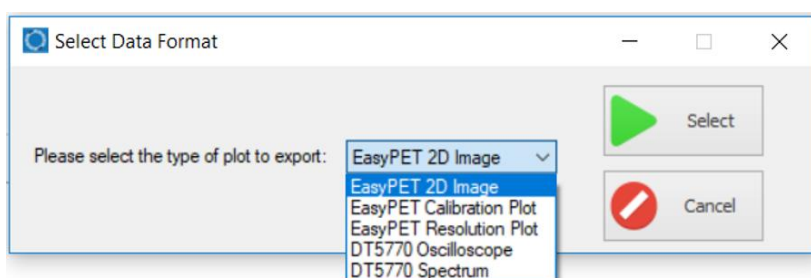 Select Data Format
Please select the type of plot to export:
EasyPET 2D Image
EasyPET 2D Image
EasyPET Calibration Plot
EasyPET Resolution Plot
DT5770 Oscilloscope
DT5770 Spectrum
Select
Cancel